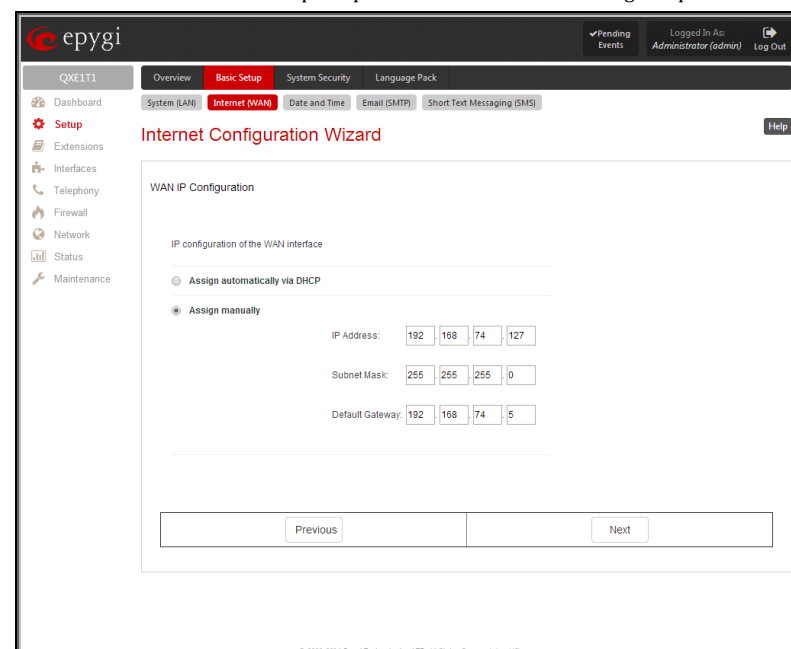 epygi
✔Pending Events
Logged In As:
Administrator (admin)
Log Out
QXE1T1
Overview
Basic Setup
System Security
Language Pack
Dashboard
Setup
Extensions
Interfaces
Telephony
Firewall
Network
Status
Maintenance
System (LAN)
Internet (WAN)
Date and Time
Email (SMTP)
Short Text Messaging (SMS)
Internet Configuration Wizard
Help
WAN IP Configuration
IP configuration of the WAN interface
Assign automatically via DHCP
Assign manually
IP Address: 192 . 168 . 74 . 127
Subnet Mask: 255 . 255 . 255 . 0
Default Gateway: 192 . 168 . 74 . 5
Previous
Next